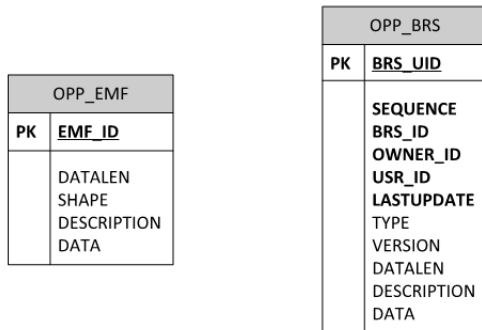 OPP_EMF
PK EMF_ID
DATALEN
SHAPE
DESCRIPTION
DATA
OPP_BRS
PK BRS_UID
SEQUENCE
BRS_ID
OWNER_ID
USR_ID
LASTUPDATE
TYPE
VERSION
DATALEN
DESCRIPTION
DATA